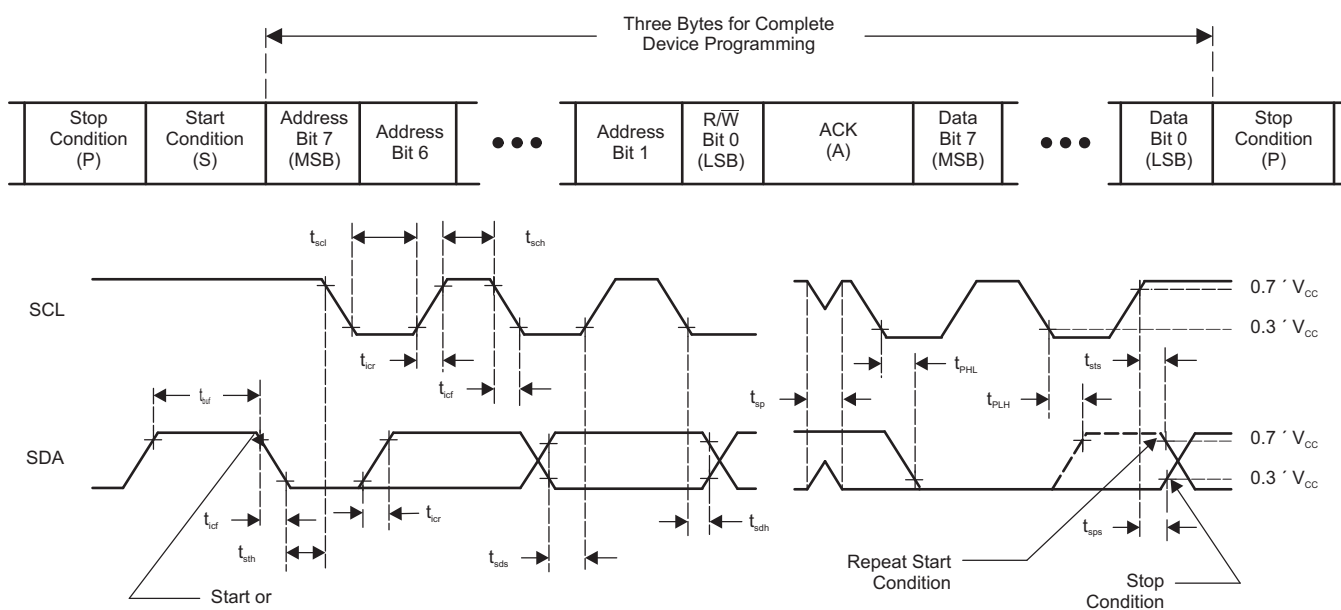 Three Bytes for Complete
Device Programming
Stop
Condition
(P)
Start
Condition
(S)
Address
Bit 7
(MSB)
Address
Bit 6
•••
Address
Bit 1
R/W̅
Bit 0
(LSB)
ACK
(A)
Data
Bit 7
(MSB)
•••
Data
Bit 0
(LSB)
Stop
Condition
(P)
tscl
tsch
SCL
0.7 ´ VCC
0.3 ´ VCC
ticr
ticf
tPHL
tsts
tsp
tPLH
tbuf
SDA
0.7 ´ VCC
0.3 ´ VCC
ticf
ticr
tsdh
tsth
tsds
tsps
Repeat Start
Condition
Stop
Condition
Start or